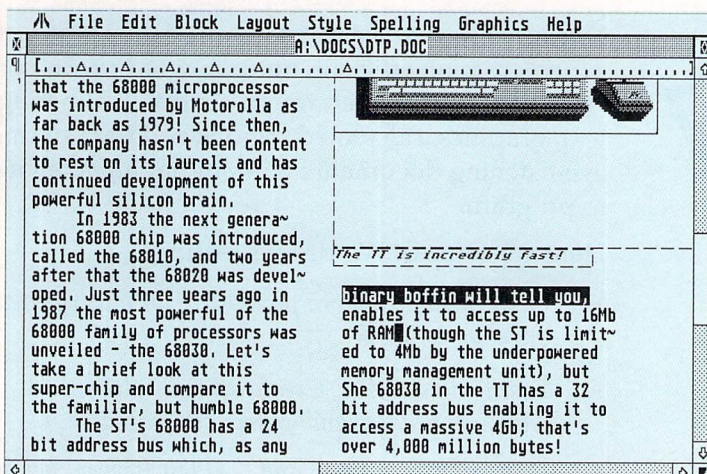 File Edit Block Layout Style Spelling Graphics Help
A:\DOCS\DTP.DOC
1
that the 68000 microprocessor
was introduced by Motorolla as
far back as 1979! Since then,
the company hasn't been content
to rest on its laurels and has
continued development of this
powerful silicon brain.
In 1983 the next genera~
tion 68000 chip was introduced,
called the 68010, and two years
after that the 68020 was devel~
oped. Just three years ago in
1987 the most powerful of the
68000 family of processors was
unveiled - the 68030. Let's
take a brief look at this
super-chip and compare it to
the familiar, but humble 68000.
The ST's 68000 has a 24
bit address bus which, as any
The TT is incredibly fast!
binary boffin will tell you,
enables it to access up to 16Mb
of RAM (though the ST is limit~
ed to 4Mb by the underpowered
memory management unit), but
She 68030 in the TT has a 32
bit address bus enabling it to
access a massive 4Gb; that's
over 4,000 million bytes!